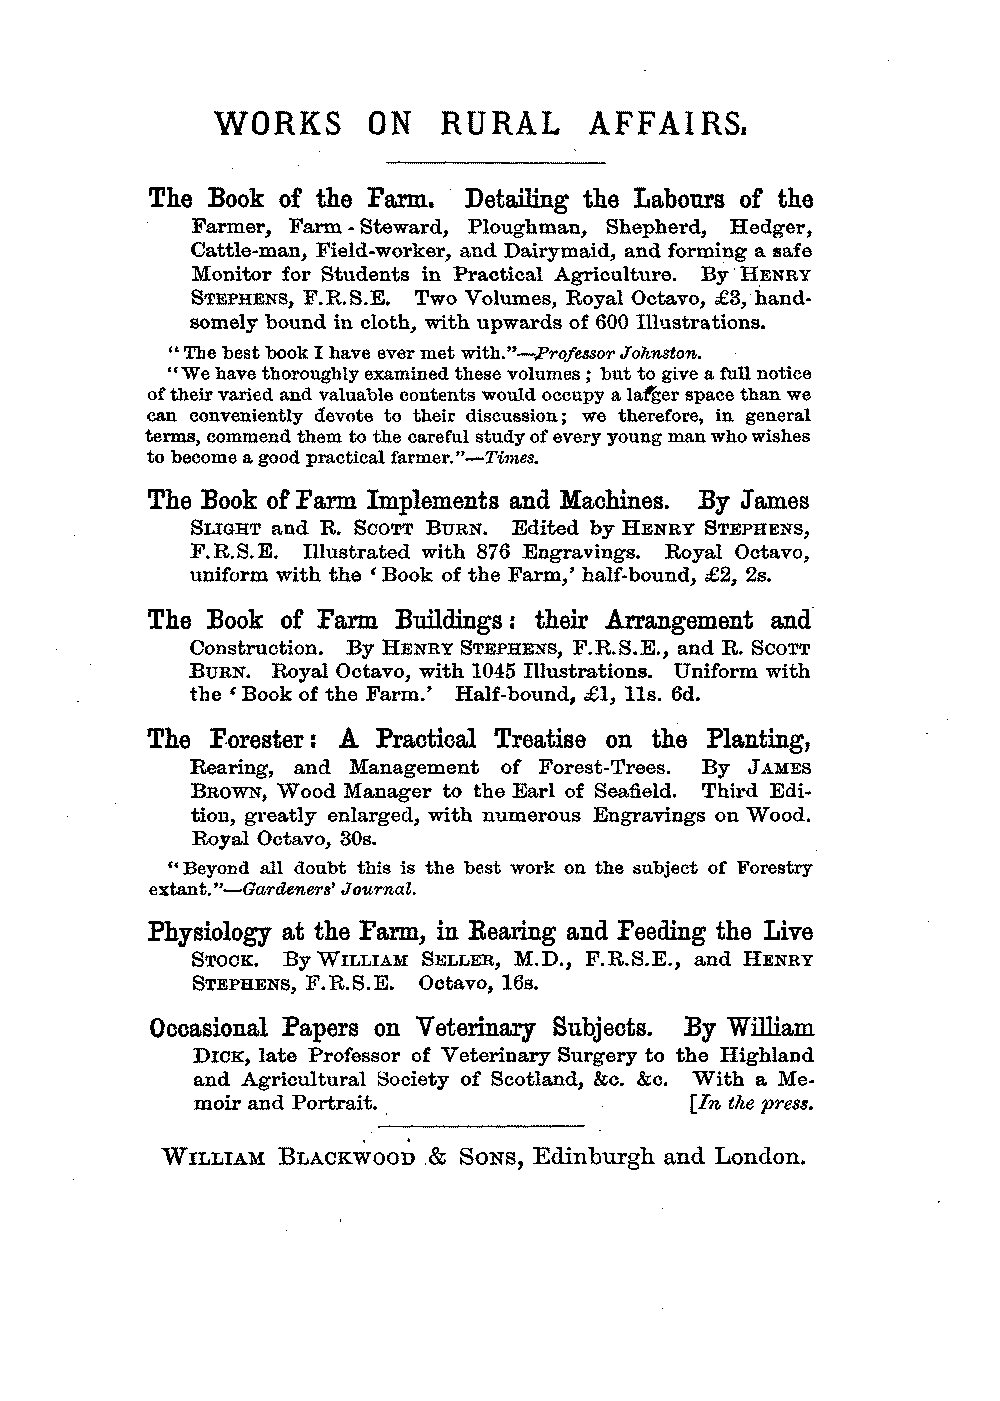 WORKS ON RURAL AFFAIRS.
The Book of the Farm. Detailing the Labours of the
Farmer, Farm-Steward, Ploughman, Shepherd, Hedger,
Cattle-man, Field-worker, and Dairymaid, and forming a safe
Monitor for Students in Practical Agriculture. By HENRY
STEPHENS, F.R.S.E. Two Volumes, Royal Octavo, £3, hand-
somely bound in cloth, with upwards of 600 Illustrations.
"The best book I have ever met with."—Professor Johnston.
"We have thoroughly examined these volumes; but to give a full notice
of their varied and valuable contents would occupy a larger space than we
can conveniently devote to their discussion; we therefore, in general
terms, commend them to the careful study of every young man who wishes
to become a good practical farmer."—Times.
The Book of Farm Implements and Machines. By James
SLIGHT and R. SCOTT BURN. Edited by HENRY STEPHENS,
F.R.S.E. Illustrated with 876 Engravings. Royal Octavo,
uniform with the 'Book of the Farm,' half-bound, £2, 2s.
The Book of Farm Buildings: their Arrangement and
Construction. By HENRY STEPHENS, F.R.S.E., and R. SCOTT
BURN. Royal Octavo, with 1045 Illustrations. Uniform with
the 'Book of the Farm.' Half-bound, £1, 11s. 6d.
The Forester: A Practical Treatise on the Planting,
Rearing, and Management of Forest-Trees. By JAMES
BROWN, Wood Manager to the Earl of Seafield. Third Edi-
tion, greatly enlarged, with numerous Engravings on Wood.
Royal Octavo, 30s.
"Beyond all doubt this is the best work on the subject of Forestry
extant."—Gardeners' Journal.
Physiology at the Farm, in Rearing and Feeding the Live
STOCK. By WILLIAM SELLER, M.D., F.R.S.E., and HENRY
STEPHENS, F.R.S.E. Octavo, 16s.
Occasional Papers on Veterinary Subjects. By William
DICK, late Professor of Veterinary Surgery to the Highland
and Agricultural Society of Scotland, &c. &c. With a Me-
moir and Portrait. [In the press.
WILLIAM BLACKWOOD & SONS, Edinburgh and London.